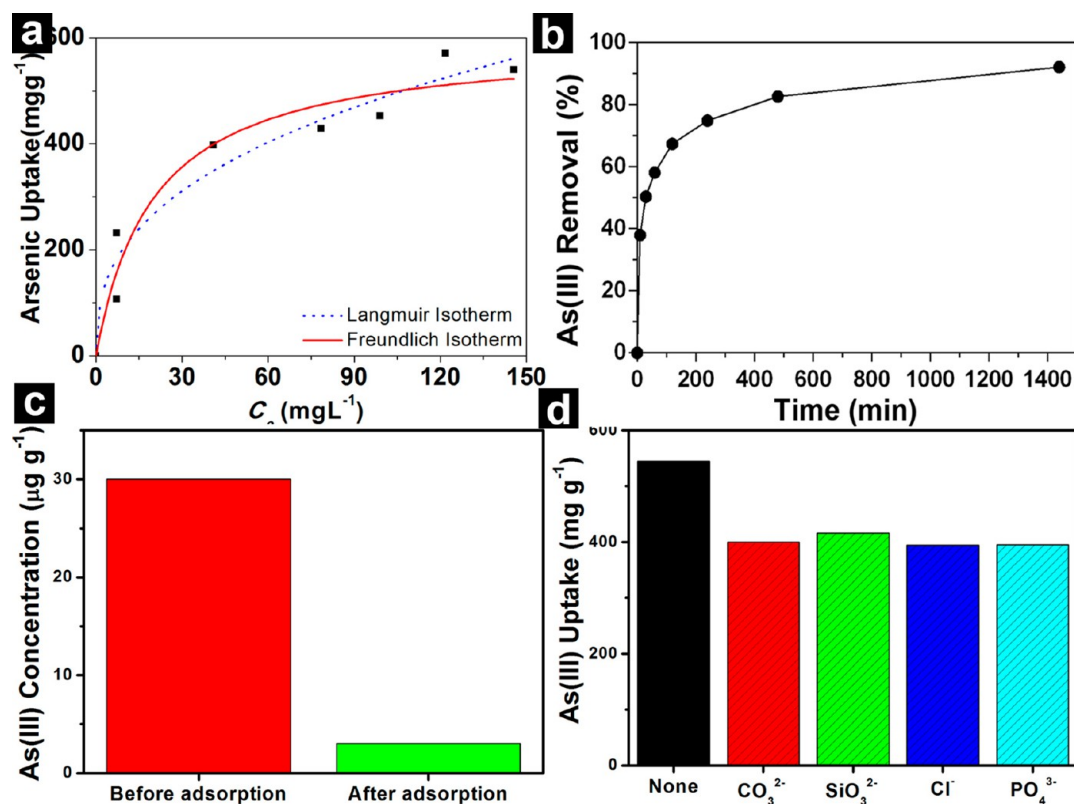 a
600
400
200
0
Arsenic Uptake(mgg⁻¹)
Langmuir Isotherm
Freundlich Isotherm
0 30 60 90 120 150
(mgL⁻¹)
b
100
80
60
40
20
0
As(III) Removal (%)
0 200 400 600 800 1000 1200 1400
Time (min)
c
30
20
10
0
As(III) Concentration (µg g⁻¹)
Before adsorption After adsorption
d
600
400
200
0
As(III) Uptake (mg g⁻¹)
None CO₃²⁻ SiO₃²⁻ Cl⁻ PO₄³⁻